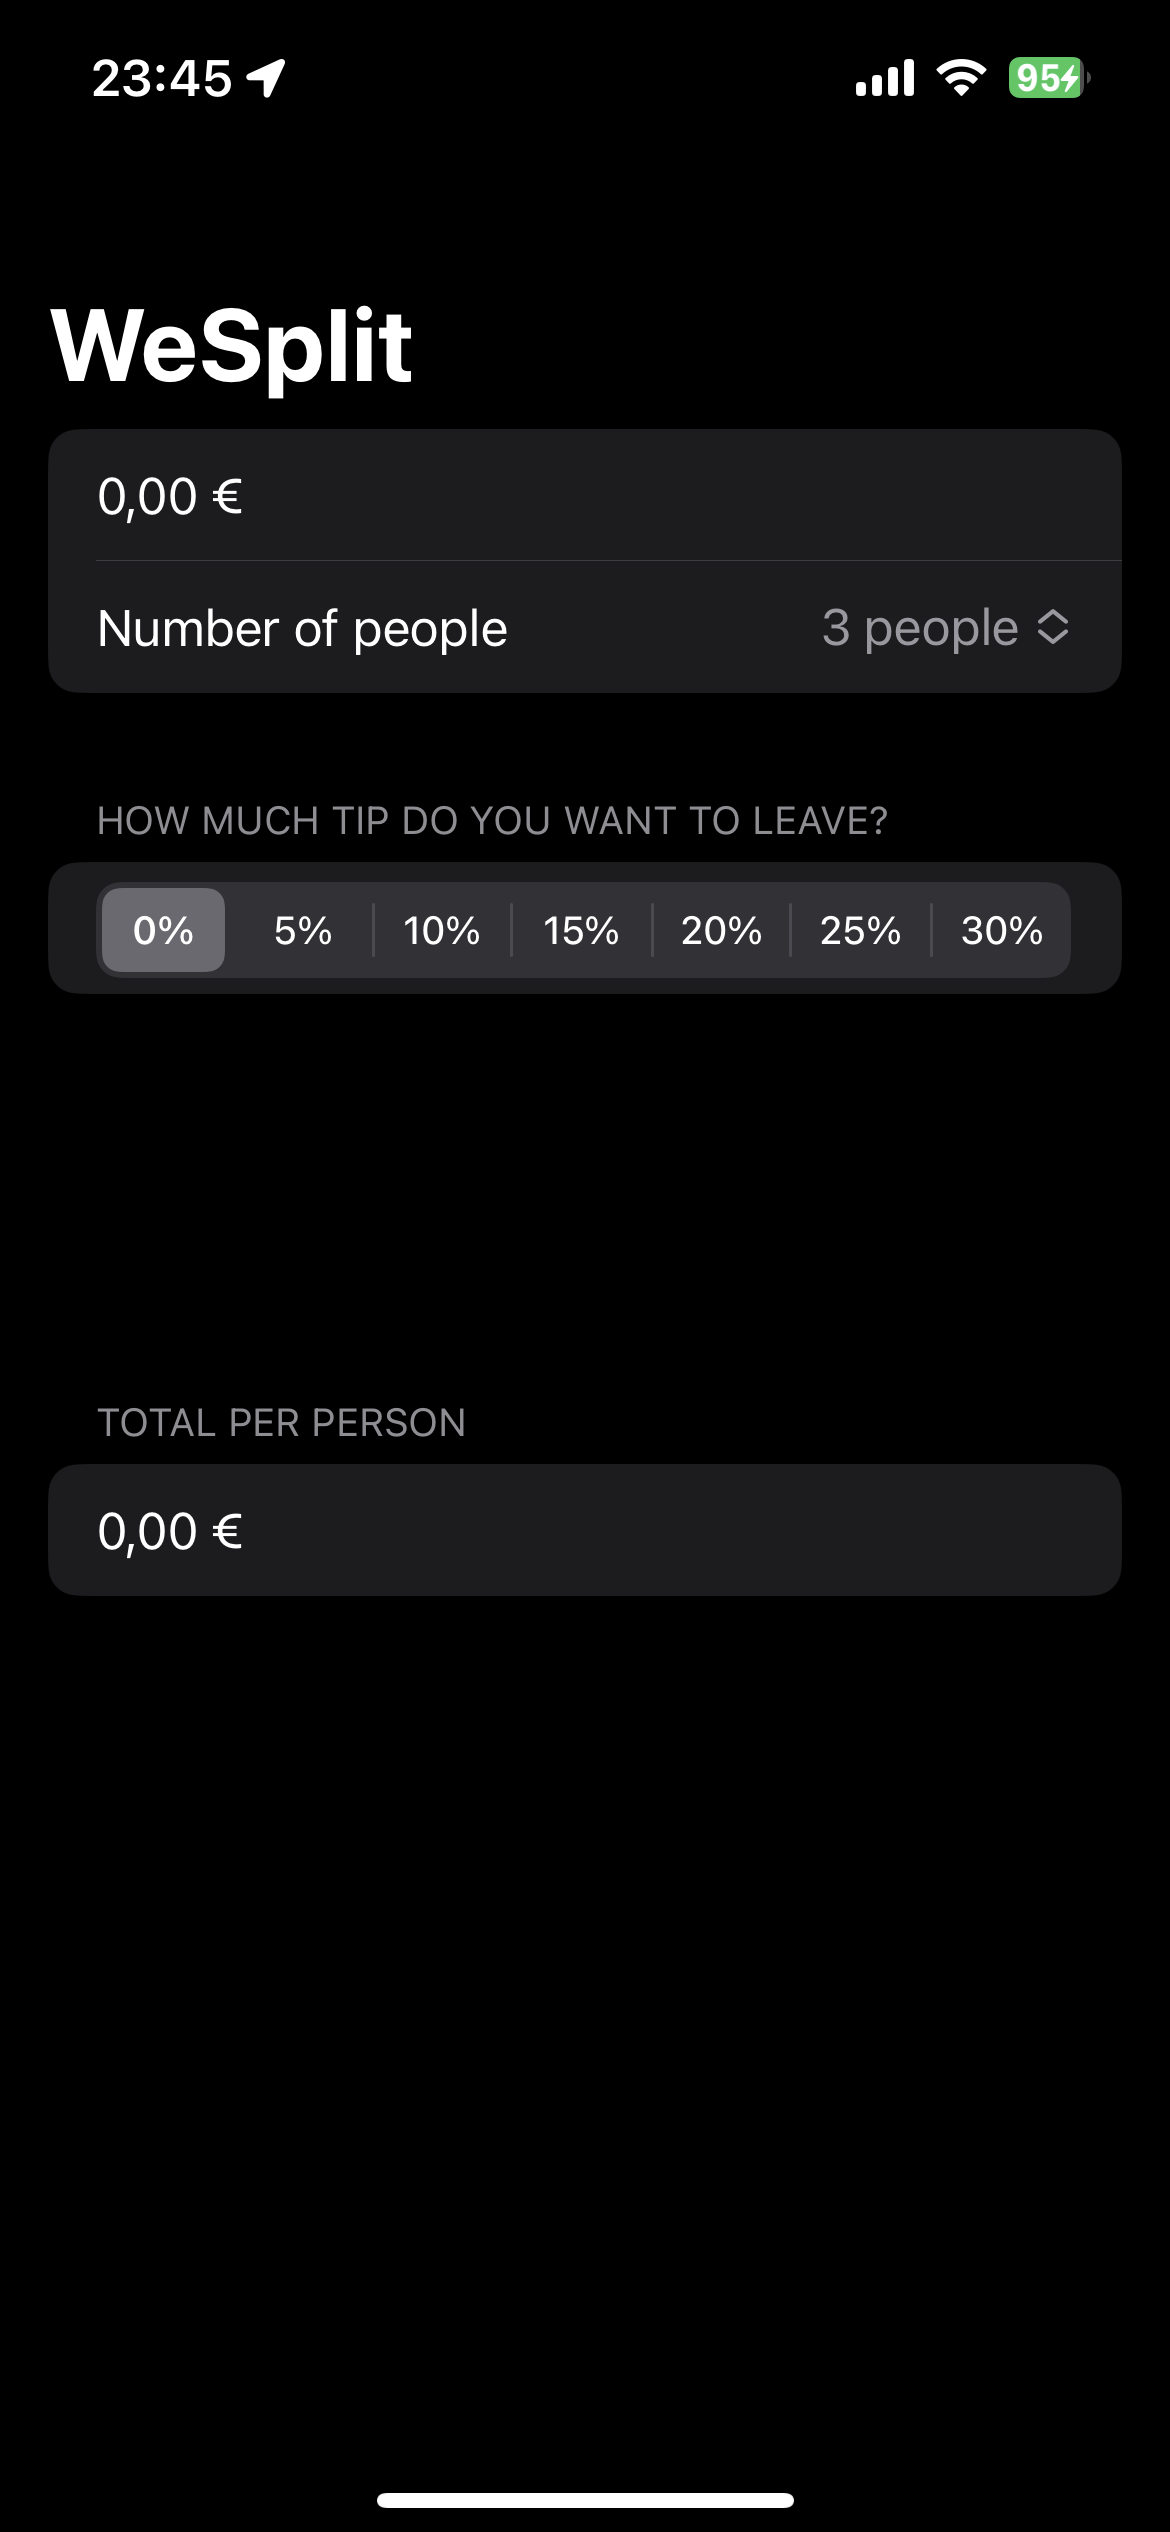 23:45
95
WeSplit
0,00 €
Number of people 3 people
HOW MUCH TIP DO YOU WANT TO LEAVE?
0% 5% 10% 15% 20% 25% 30%
TOTAL PER PERSON
0,00 €